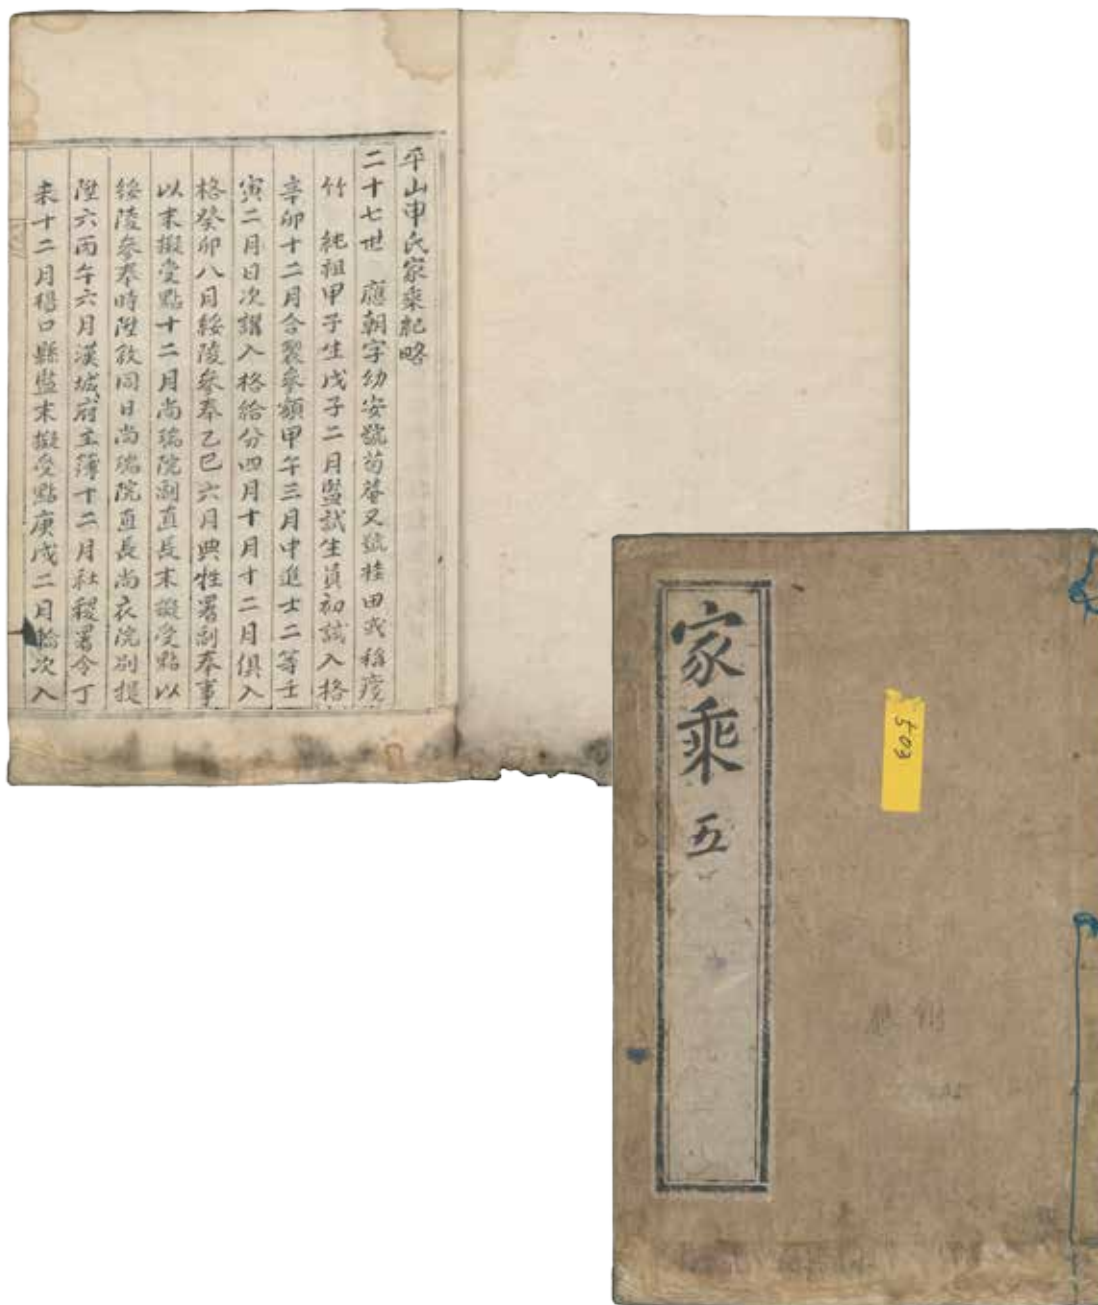 平山申氏家乘紀略
二十七世 應朝字幼安號苟菴又號桂田或稱
竹 純祖甲子生戊子二月監試生員初試入格
辛卯十二月合製參額甲午三月中進士二等壬
寅二月日次講入格給分四月十月十二月俱入
格癸卯八月綏陵參奉乙巳六月典牲署副奉事
以末擬受點十二月尚瑞院副直長末擬受點以
綏陵參奉時陞敘同日尚瑞院直長尚衣院別提
陞六丙午六月漢城府主簿十二月社稷署令丁
未十二月楊口縣監末擬受點庚戌二月輪次入
家乘 五
503